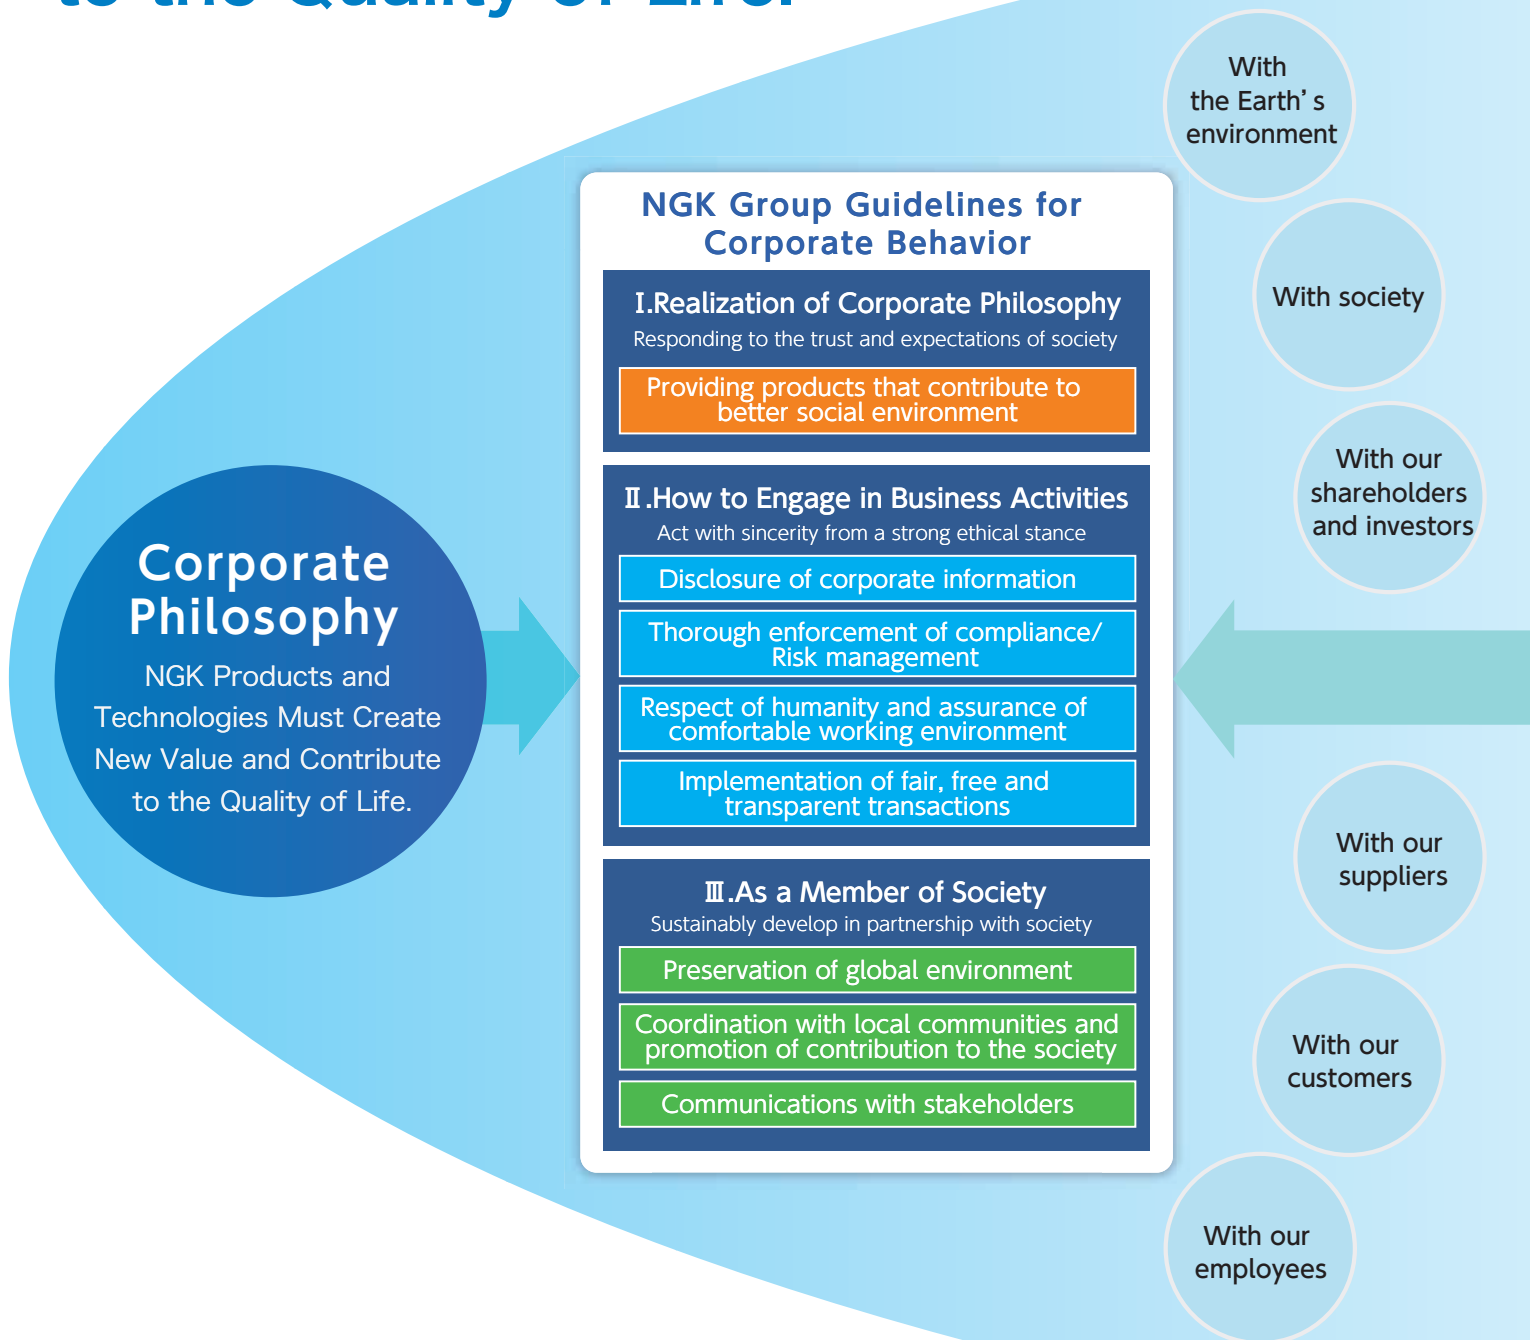 to the Quality of Life.
With
the Earth’s
environment
NGK Group Guidelines for
Corporate Behavior
Ⅰ.Realization of Corporate Philosophy
Responding to the trust and expectations of society
Providing products that contribute to
better social environment
With society
With our
shareholders
and investors
Ⅱ.How to Engage in Business Activities
Act with sincerity from a strong ethical stance
Disclosure of corporate information
Thorough enforcement of compliance/
Risk management
Respect of humanity and assurance of
comfortable working environment
Implementation of fair, free and
transparent transactions
Corporate
Philosophy
NGK Products and
Technologies Must Create
New Value and Contribute
to the Quality of Life.
Ⅲ.As a Member of Society
Sustainably develop in partnership with society
Preservation of global environment
Coordination with local communities and
promotion of contribution to the society
Communications with stakeholders
With our
suppliers
With our
customers
With our
employees